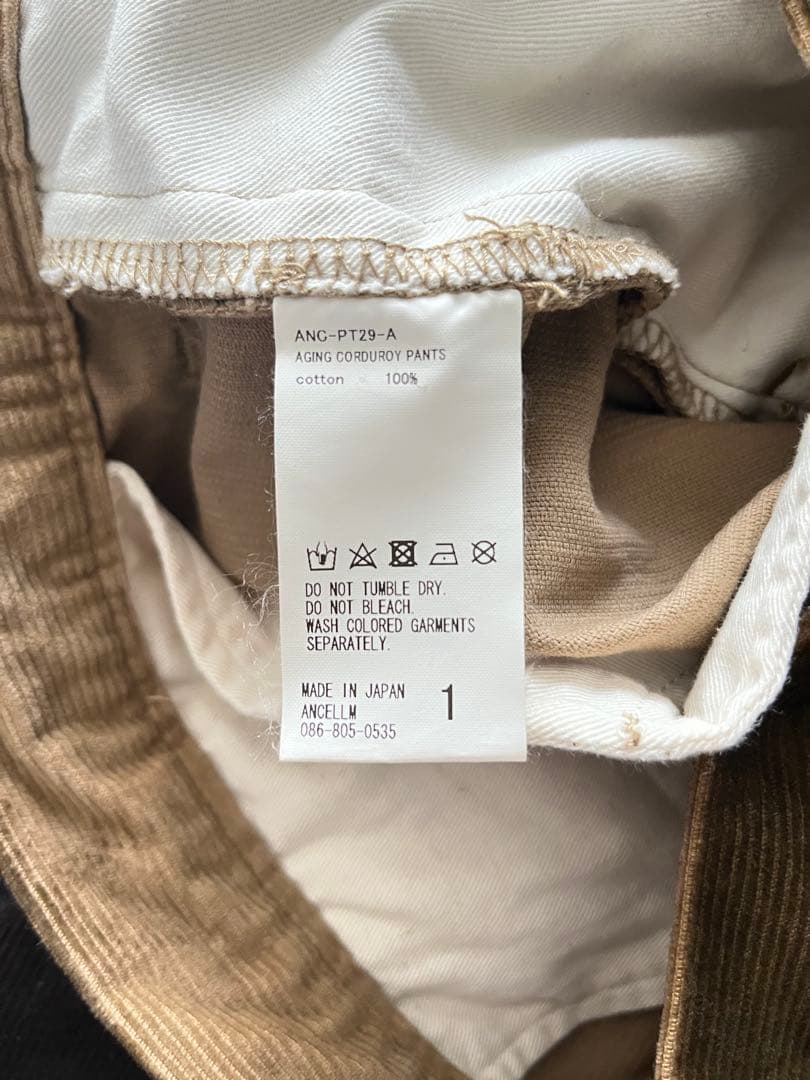 ANC-PT29-A
AGING CORDUROY PANTS
cotton 100%
DO NOT TUMBLE DRY.
DO NOT BLEACH.
WASH COLORED GARMENTS
SEPARATELY.
MADE IN JAPAN 1
ANCELLM
086-805-0535